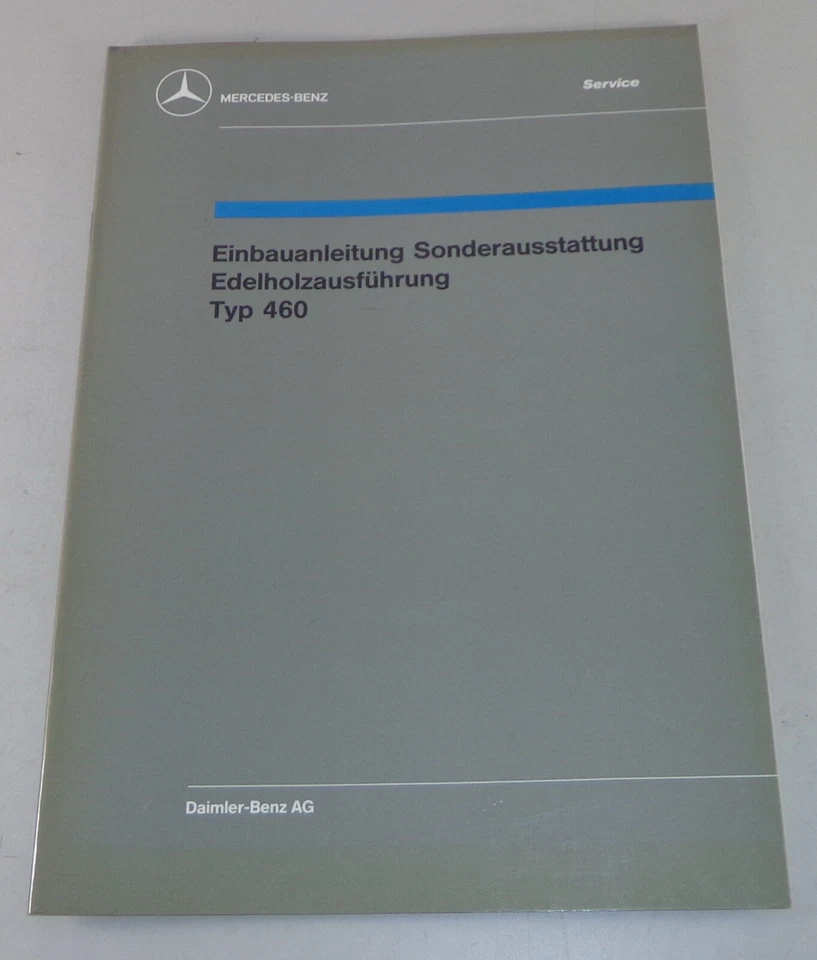 MERCEDES-BENZ
Service
Einbauanleitung Sonderausstattung
Edelholzausführung
Typ 460
Daimler-Benz AG